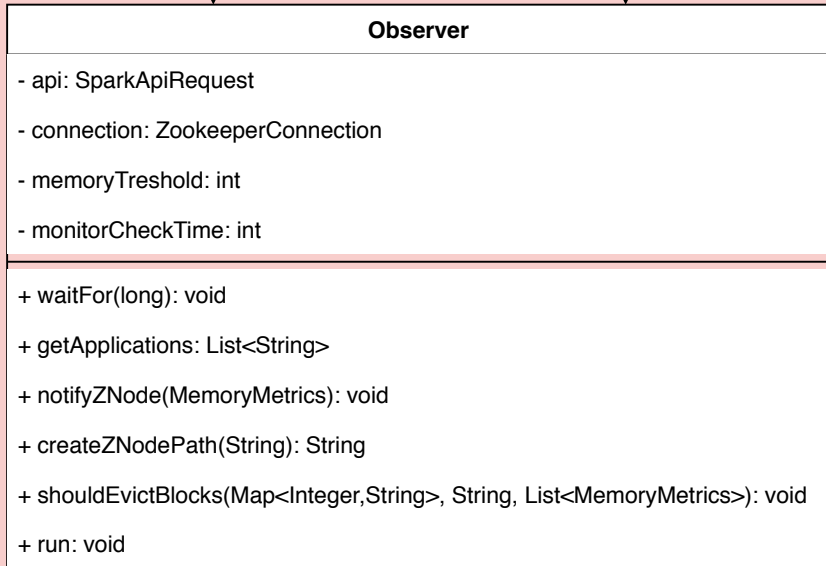 Observer
- api: SparkApiRequest
- connection: ZookeeperConnection
- memoryTreshold: int
- monitorCheckTime: int
+ waitFor(long): void
+ getApplications: List<String>
+ notifyZNode(MemoryMetrics): void
+ createZNodePath(String): String
+ shouldEvictBlocks(Map<Integer,String>, String, List<MemoryMetrics>): void
+ run: void